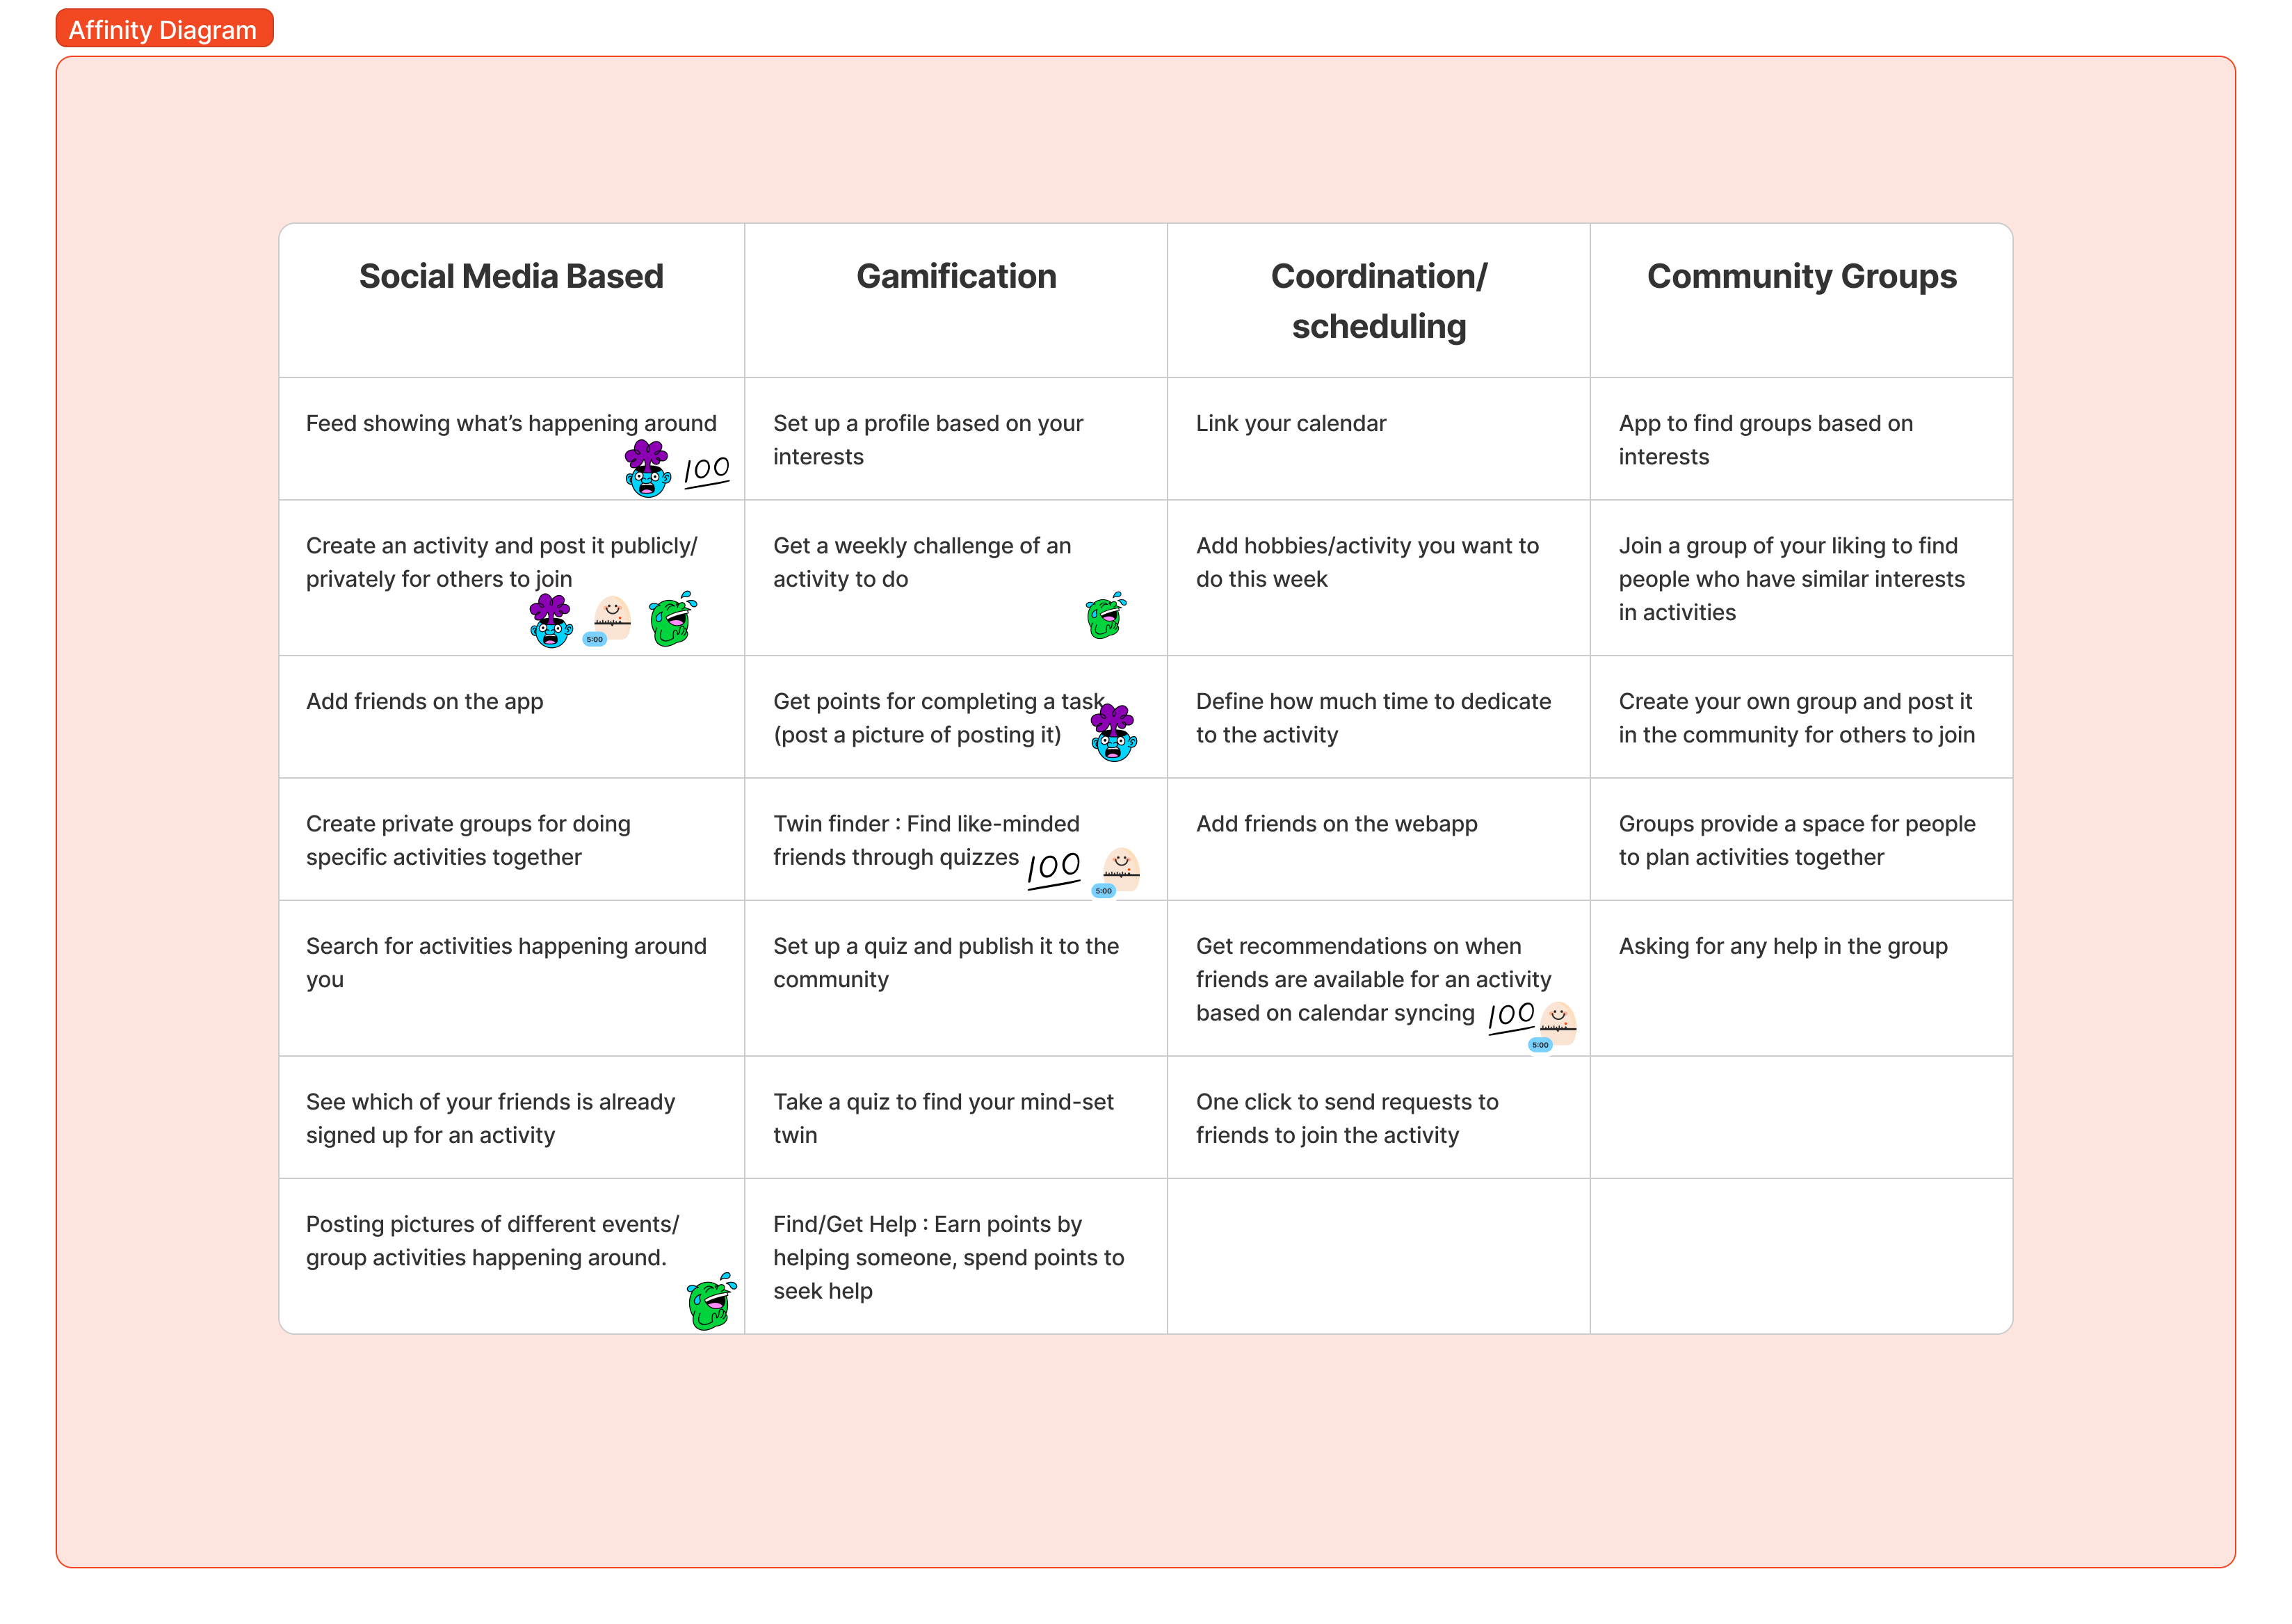 Affinity Diagram
Social Media Based
Gamification
Coordination/
scheduling
Community Groups
Feed showing what’s happening around
100
Set up a profile based on your
interests
Link your calendar
App to find groups based on
interests
Create an activity and post it publicly/
privately for others to join
5:00
Get a weekly challenge of an
activity to do
Add hobbies/activity you want to
do this week
Join a group of your liking to find
people who have similar interests
in activities
Add friends on the app
Get points for completing a task
(post a picture of posting it)
Define how much time to dedicate
to the activity
Create your own group and post it
in the community for others to join
Create private groups for doing
specific activities together
Twin finder : Find like-minded
friends through quizzes
100
5:00
Add friends on the webapp
Groups provide a space for people
to plan activities together
Search for activities happening around
you
Set up a quiz and publish it to the
community
Get recommendations on when
friends are available for an activity
based on calendar syncing
100
5:00
Asking for any help in the group
See which of your friends is already
signed up for an activity
Take a quiz to find your mind-set
twin
One click to send requests to
friends to join the activity
Posting pictures of different events/
group activities happening around.
Find/Get Help : Earn points by
helping someone, spend points to
seek help